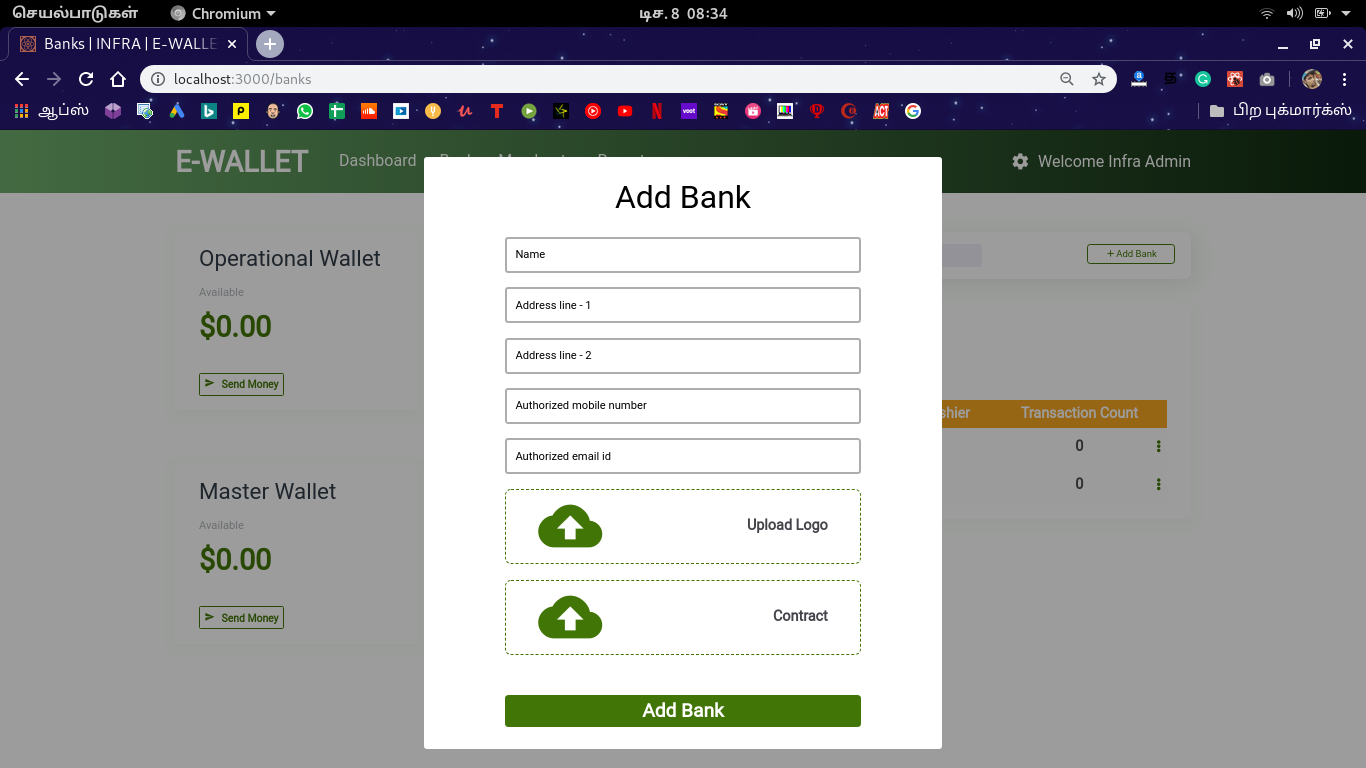 செயல்பாடுகள் Chromium டிச. 8 08:34
Banks | INFRA | E-WALLE
localhost:3000/banks
ஆப்ஸ் பிற புக்மார்க்ஸ்
E-WALLET Dashboard Welcome Infra Admin
Add Bank
Operational Wallet
Available
$0.00
Send Money
Master Wallet
Available
$0.00
Send Money
Name
Address line - 1
Address line - 2
Authorized mobile number
Authorized email id
Upload Logo
Contract
Add Bank
+ Add Bank
shier Transaction Count
0
0